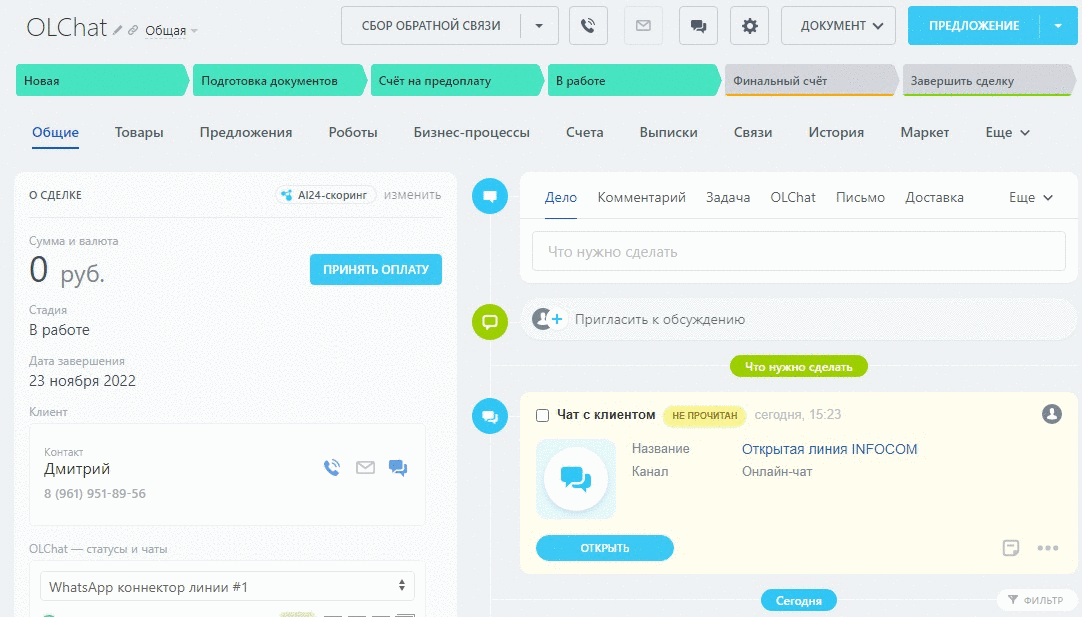 OLChat Общая
СБОР ОБРАТНОЙ СВЯЗИ
ДОКУМЕНТ
ПРЕДЛОЖЕНИЕ
Новая
Подготовка документов
Счёт на предоплату
В работе
Финальный счёт
Завершить сделку
Общие
Товары
Предложения
Роботы
Бизнес-процессы
Счета
Выписки
Связи
История
Маркет
Еще
О СДЕЛКЕ
AI24-скоринг
изменить
Сумма и валюта
0 руб.
ПРИНЯТЬ ОПЛАТУ
Стадия
В работе
Дата завершения
23 ноября 2022
Клиент
Контакт
Дмитрий
8 (961) 951-89-56
OLChat — статусы и чаты
WhatsApp коннектор линии #1
Дело
Комментарий
Задача
OLChat
Письмо
Доставка
Еще
Что нужно сделать
Пригласить к обсуждению
Что нужно сделать
Чат с клиентом
НЕ ПРОЧИТАН
сегодня, 15:23
Название
Открытая линия INFOCOM
Канал
Онлайн-чат
ОТКРЫТЬ
Сегодня
ФИЛЬТР